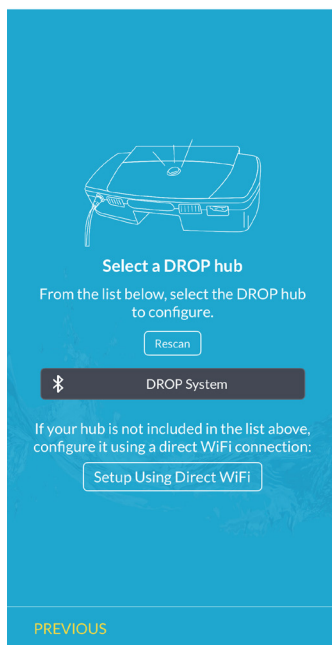 Select a DROP hub
From the list below, select the DROP hub
to configure.
Rescan
DROP System
If your hub is not included in the list above,
configure it using a direct WiFi connection:
Setup Using Direct WiFi
PREVIOUS